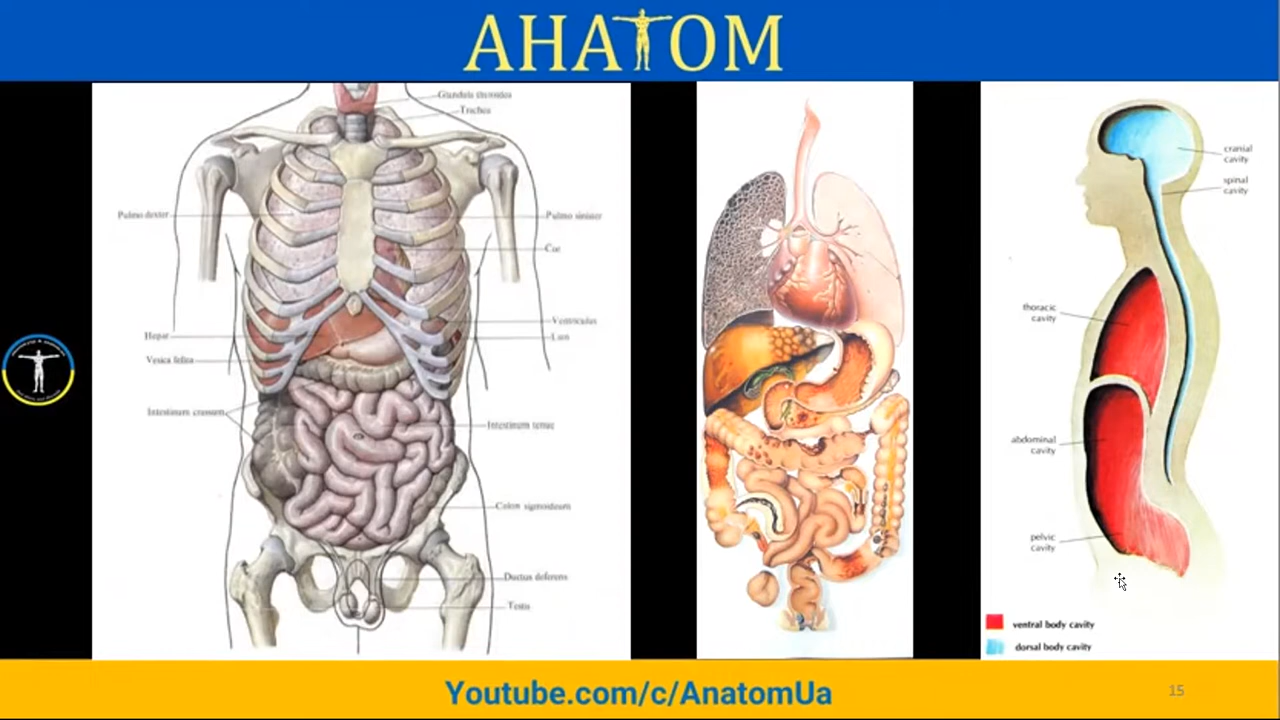 АНАТОМ
Glandula thyroidea
Trachea
Pulmo dexter
Pulmo sinister
Cor
Ventriculus
Hepar
Lien
Vesica fellea
Intestinum crassum
Intestinum tenue
Colon sigmoideum
Ductus deferens
Testis
cranial
cavity
spinal
cavity
thoracic
cavity
abdominal
cavity
pelvic
cavity
ventral body cavity
dorsal body cavity
Youtube.com/c/AnatomUa
15